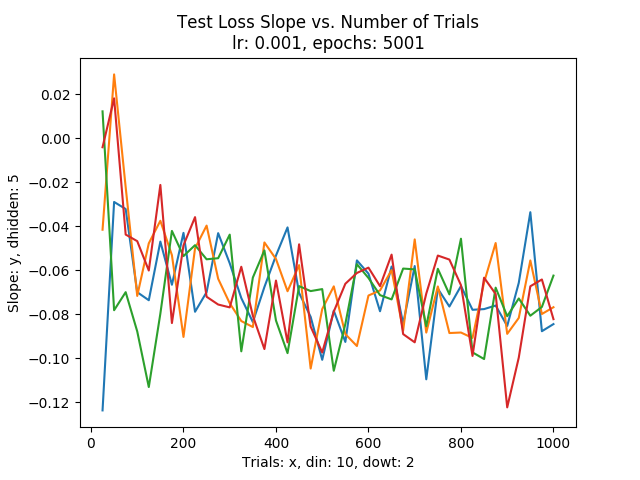 Test Loss Slope vs. Number of Trials
lr: 0.001, epochs: 5001
0.02
0.00
−0.02
−0.04
−0.06
−0.08
−0.10
−0.12
Slope: y, dhidden: 5
0 200 400 600 800 1000
Trials: x, din: 10, dowt: 2